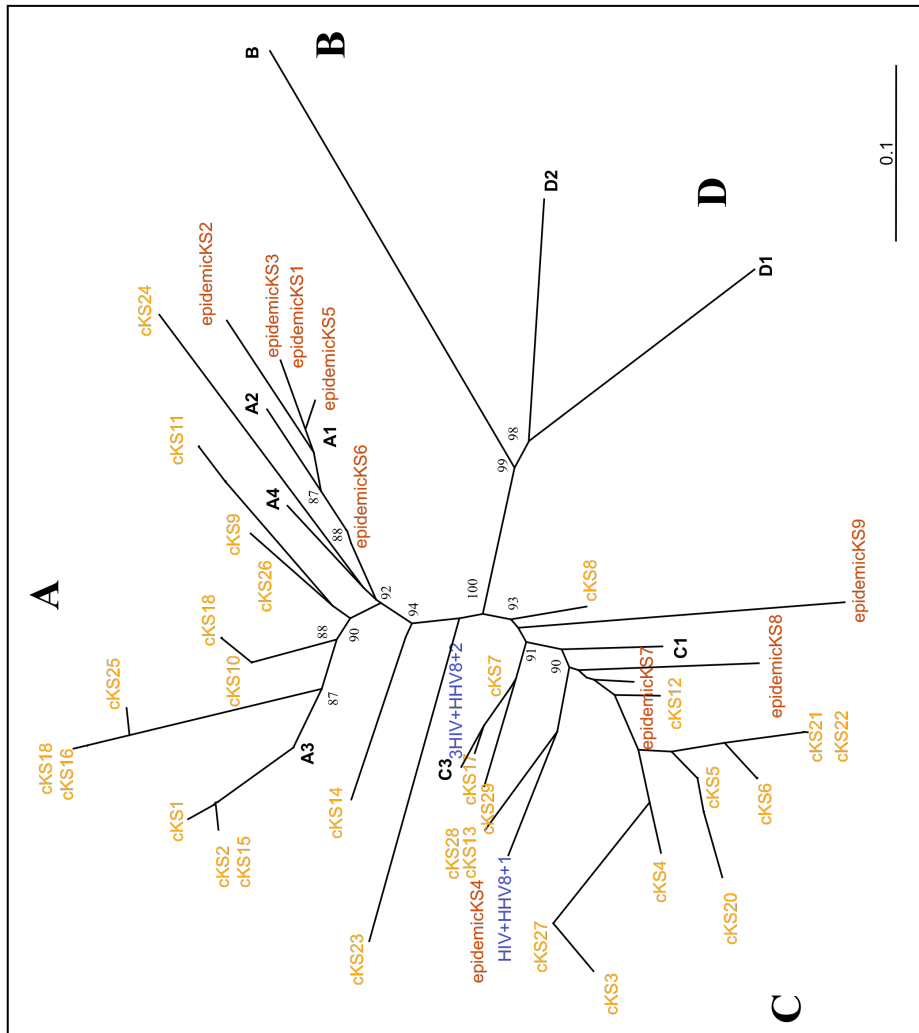 B
B
D2
D
D1
0.1
epidemicKS2
epidemicKS3
epidemicKS1
epidemicKS5
cKS24
A2
A1
cKS11
A4
epidemicKS6
87
88
cKS9
cKS26
A
cKS18
cKS10
88
90
92
94
87
cKS25
cKS18
cKS16
A3
cKS1
cKS2
cKS15
cKS14
cKS23
98
99
100
93
91
90
cKS8
epidemicKS9
C1
epidemicKS8
epidemicKS7
cKS12
cKS7
3HIV+HHV8+2
C3
cKS17
cKS29
cKS28
cKS13
epidemicKS4
HIV+HHV8+1
cKS21
cKS22
cKS5
cKS6
cKS4
cKS20
cKS27
cKS3
C